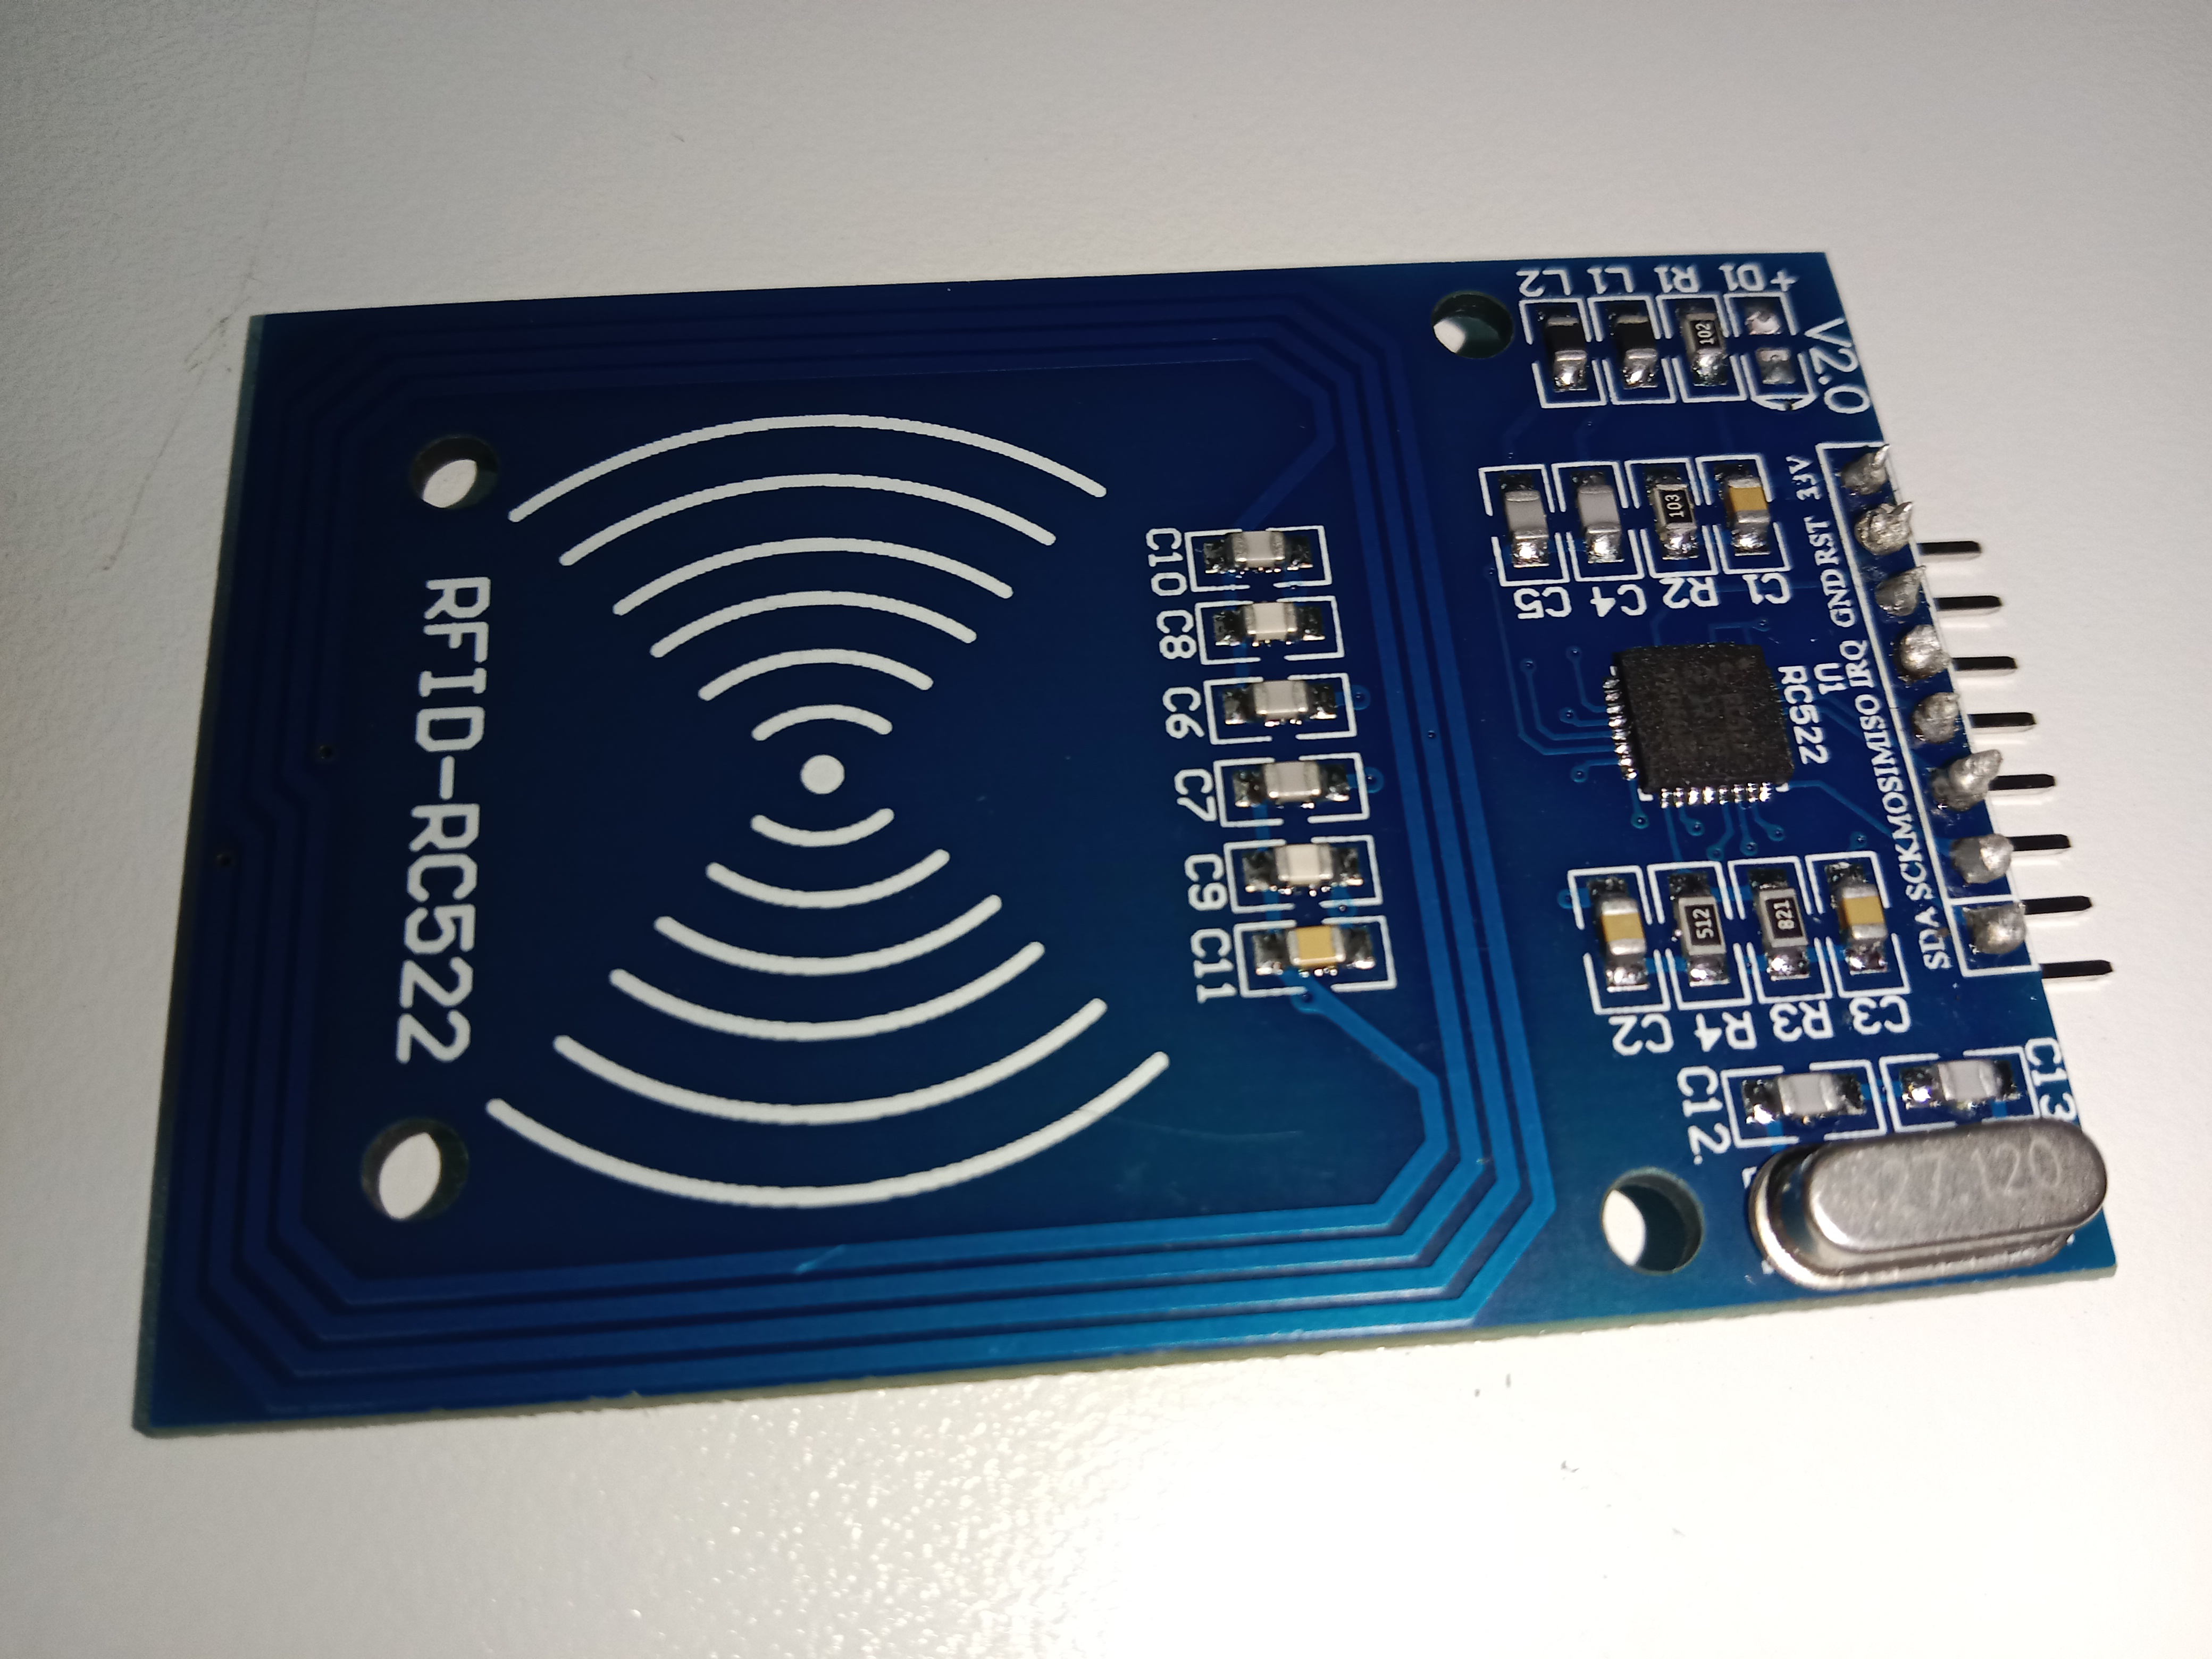 RFID-RC522
C10
C8
C6
C7
C9
C11
L2
L1
R1
+D1
102
V2.0
103
C5
C4
R2
C1
U1
RC522
3.3V
RST
GND
IRQ
MISO
MOSI
SCK
SDA
512
821
C2
R4
R3
C3
C12
C13
27.120